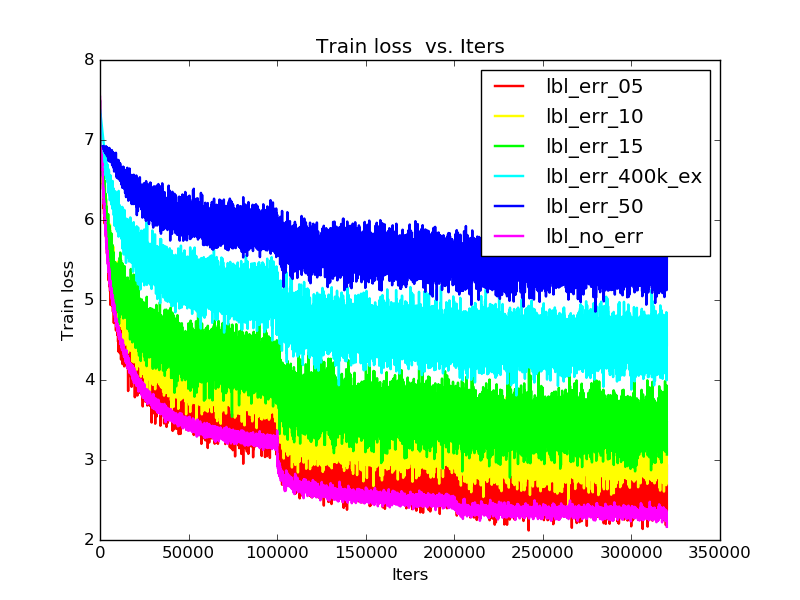 Train loss  vs. Iters
8
7
6
5
4
3
2
Train loss
lbl_err_05
lbl_err_10
lbl_err_15
lbl_err_400k_ex
lbl_err_50
lbl_no_err
0 50000 100000 150000 200000 250000 300000 350000
Iters